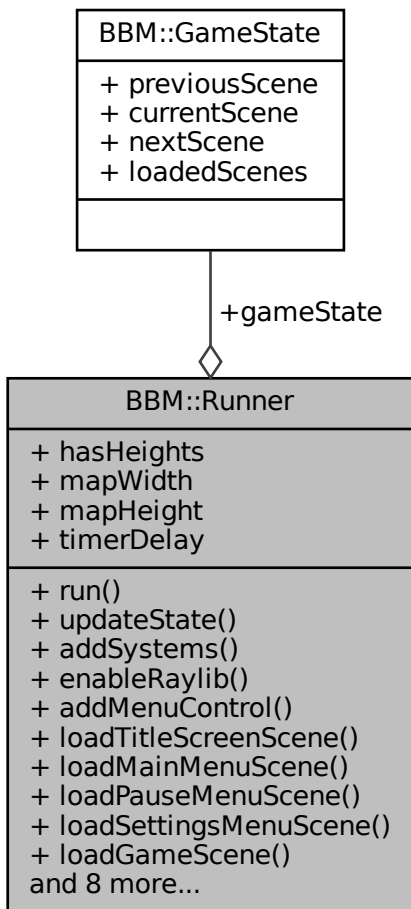 BBM::GameState
+ previousScene
+ currentScene
+ nextScene
+ loadedScenes
+gameState
BBM::Runner
+ hasHeights
+ mapWidth
+ mapHeight
+ timerDelay
+ run()
+ updateState()
+ addSystems()
+ enableRaylib()
+ addMenuControl()
+ loadTitleScreenScene()
+ loadMainMenuScene()
+ loadPauseMenuScene()
+ loadSettingsMenuScene()
+ loadGameScene()
and 8 more...